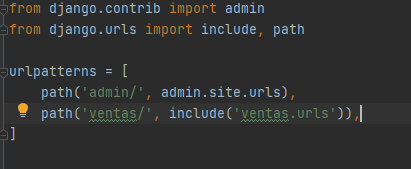 from django.contrib import admin
from django.urls import include, path

urlpatterns = [
    path('admin/', admin.site.urls),
    path('ventas/', include('ventas.urls')),
]